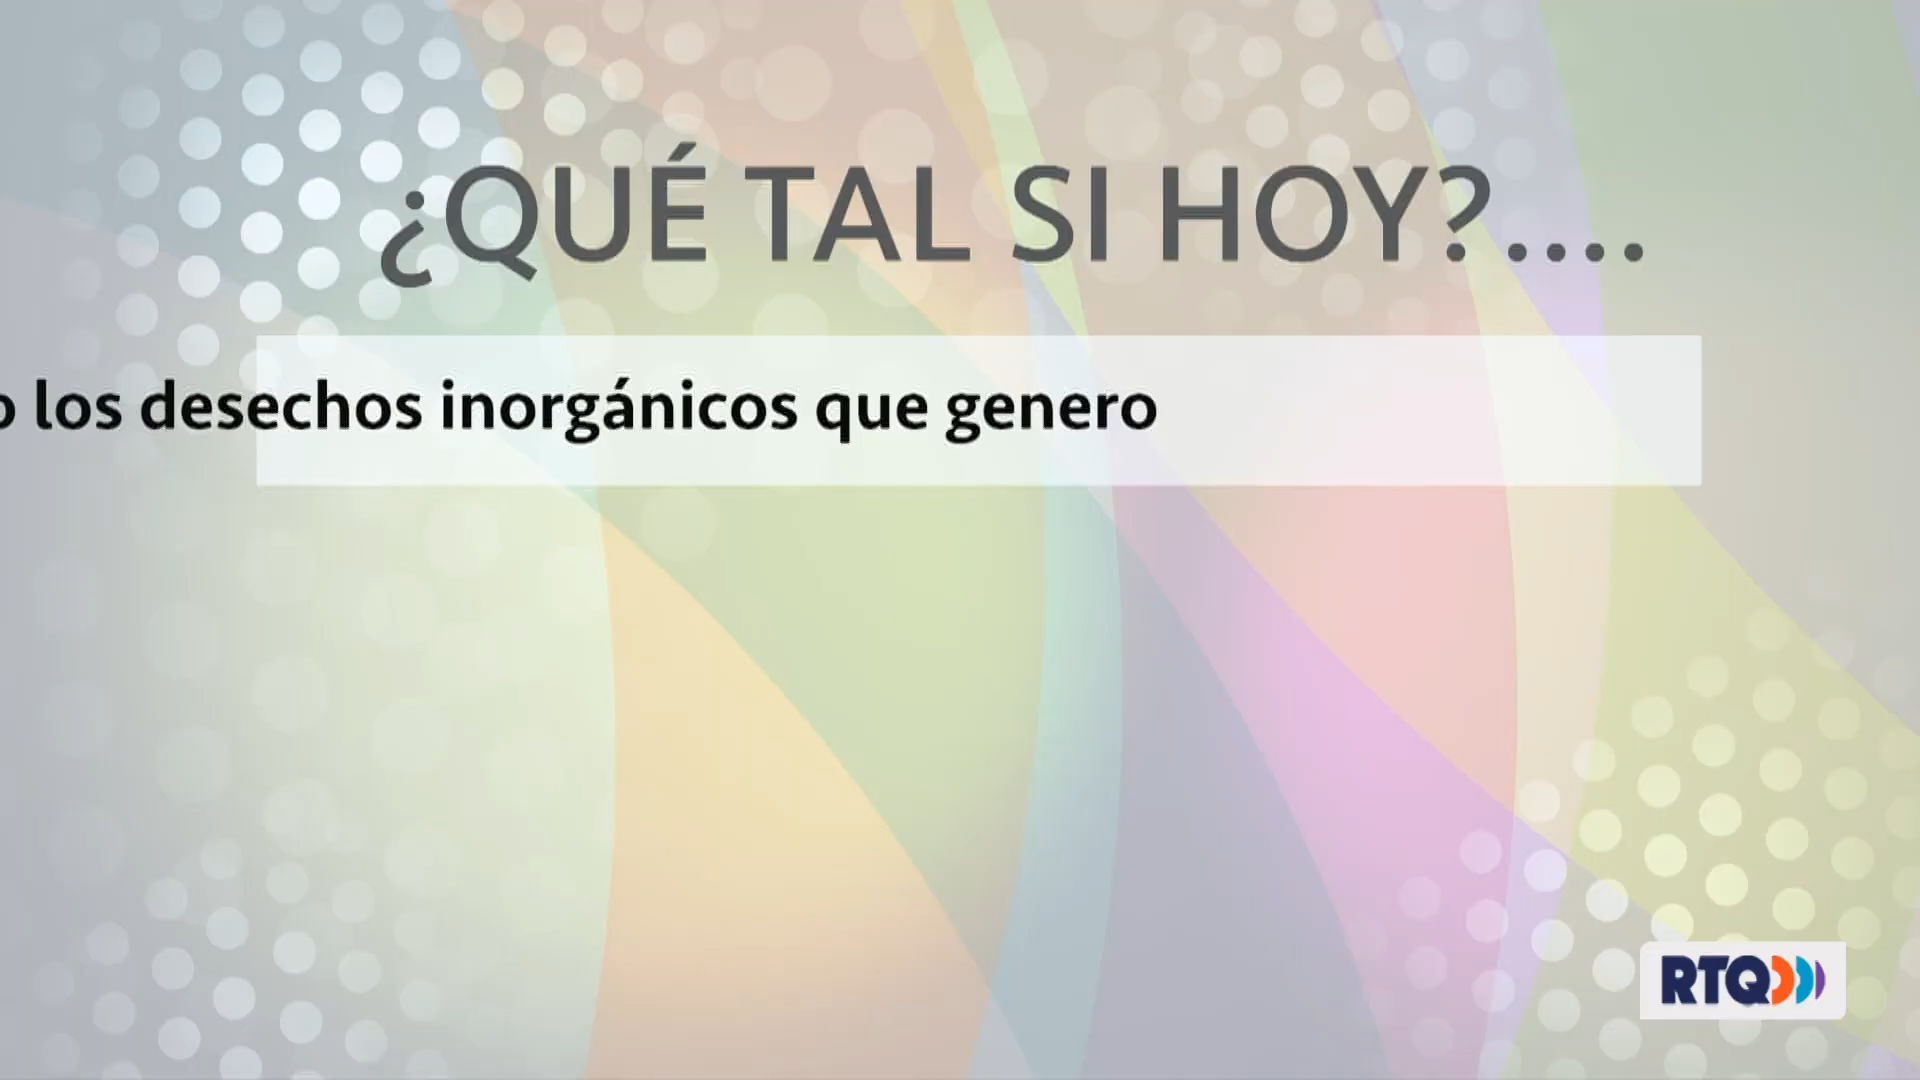 ¿QUÉ TAL SI HOY?....
o los desechos inorgánicos que genero
RTQ